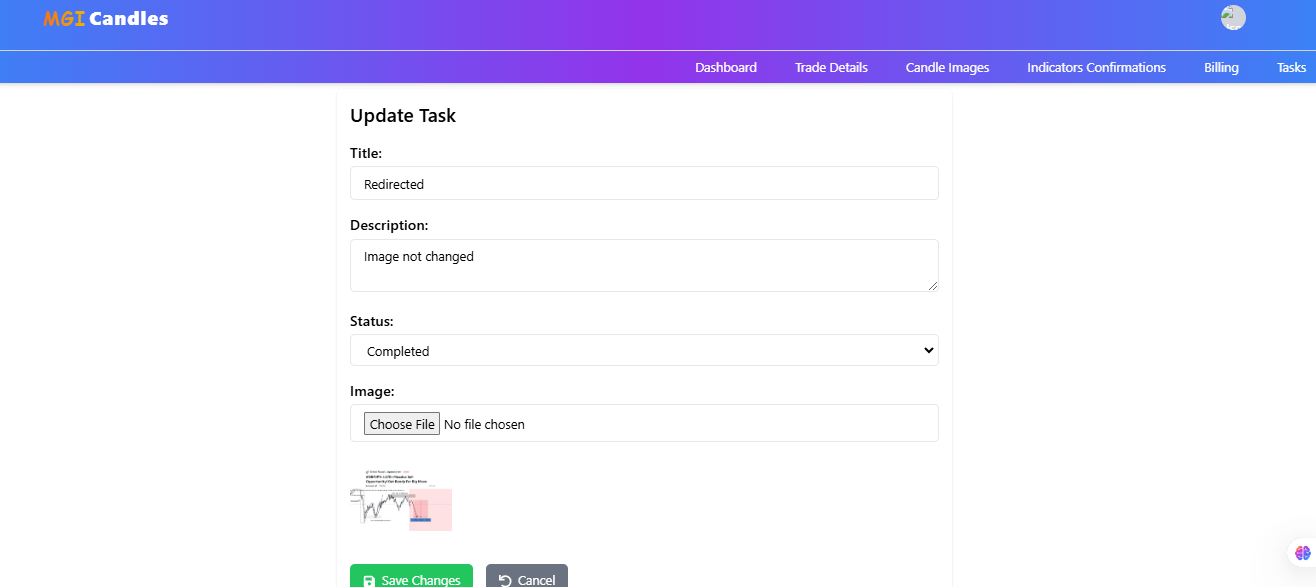 MGI Candles
Dashboard Trade Details Candle Images Indicators Confirmations Billing Tasks
Update Task
Title:
Redirected
Description:
Image not changed
Status:
Completed
Image:
Choose File No file chosen
Save Changes Cancel